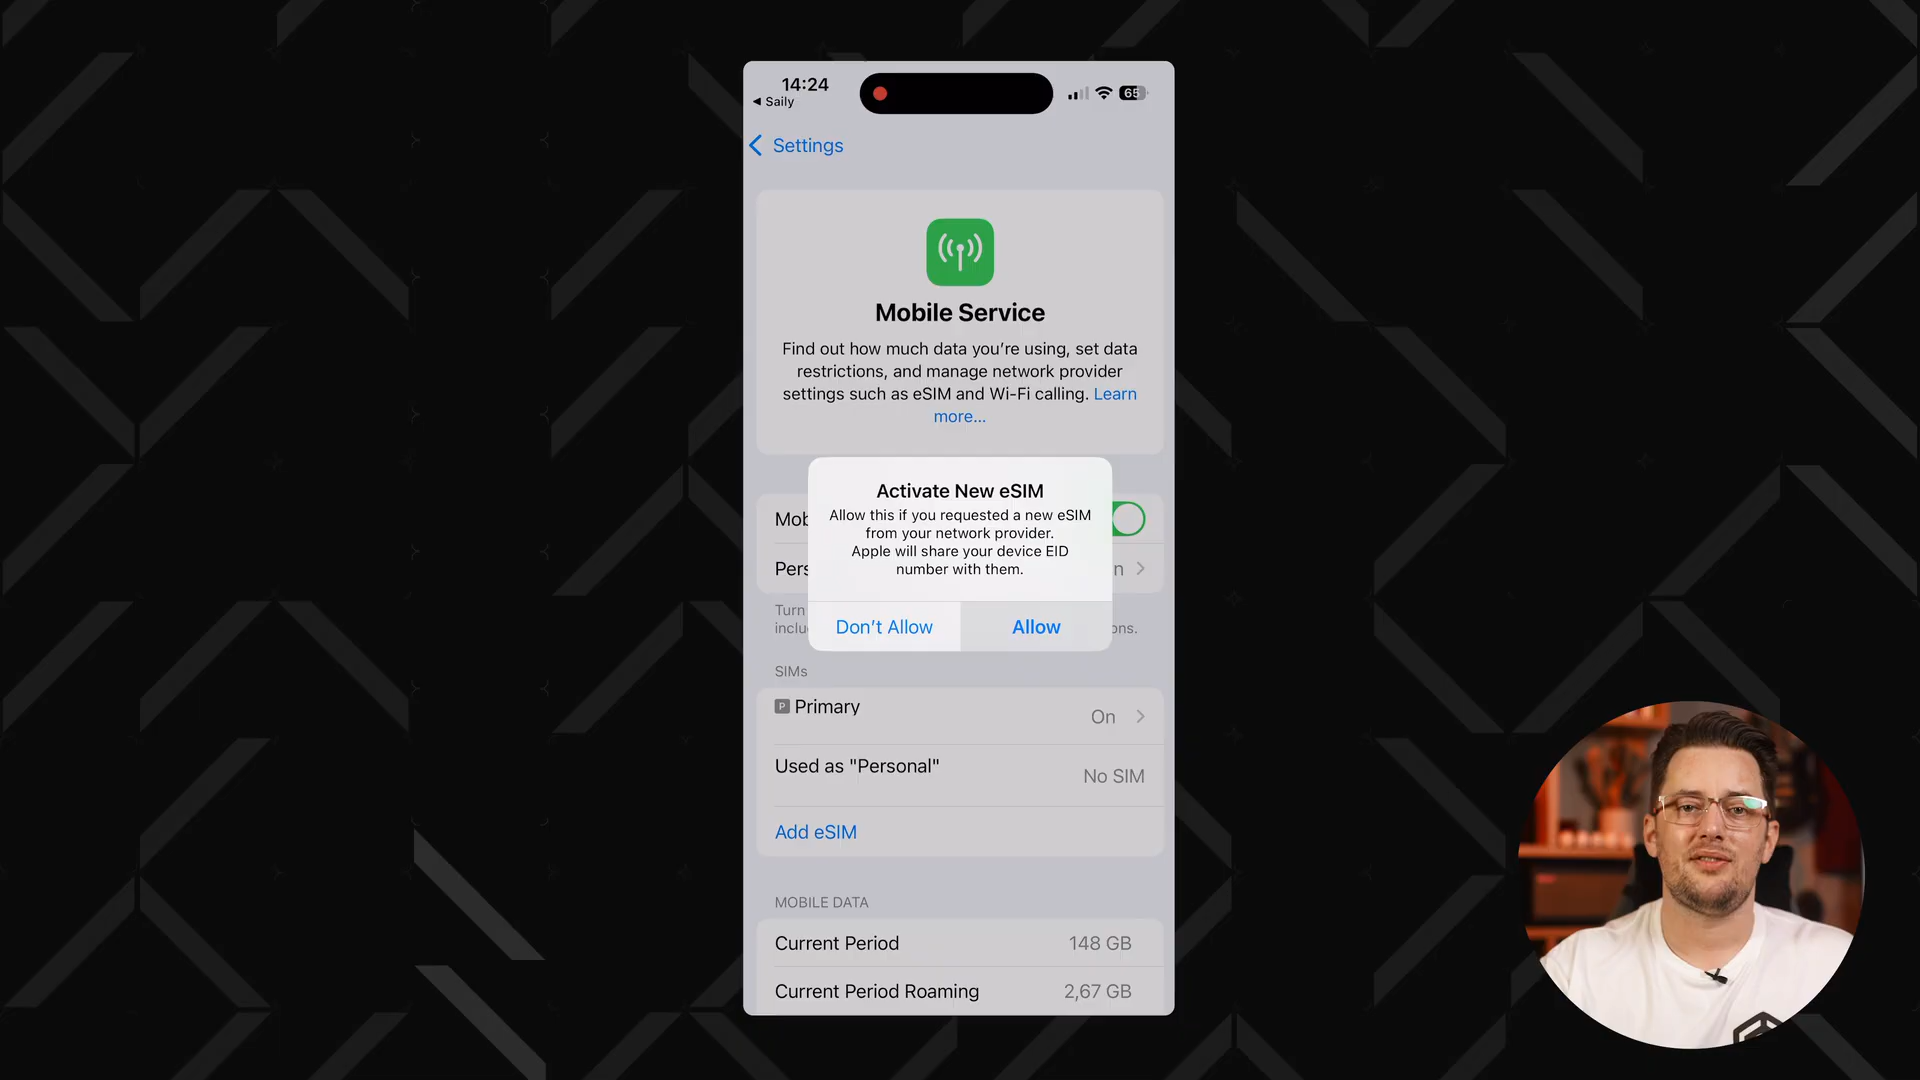 14:24
◀ Saily
65
Settings
Mobile Service
Find out how much data you’re using, set data
restrictions, and manage network provider
settings such as eSIM and Wi-Fi calling. Learn
more...
Activate New eSIM
Allow this if you requested a new eSIM
from your network provider.
Apple will share your device EID
number with them.
Don’t Allow
Allow
Turn
ons.
SIMs
P Primary
On
Used as "Personal"
No SIM
Add eSIM
MOBILE DATA
Current Period
148 GB
Current Period Roaming
2,67 GB